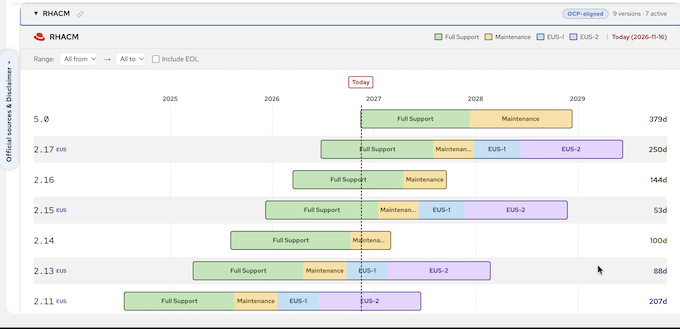 ▼ RHACM OCP-aligned 9 versions · 7 active
RHACM Full Support Maintenance EUS-1 EUS-2 Today (2026-11-16)
Range: All from → All to Include EOL
Official sources & Disclaimer
Today
2025 2026 2027 2028 2029
5.0 Full Support Maintenance 379d
2.17 EUS Full Support Maintenan... EUS-1 EUS-2 250d
2.16 Full Support Maintenance 144d
2.15 EUS Full Support Maintenan... EUS-1 EUS-2 53d
2.14 Full Support Maintena... 100d
2.13 EUS Full Support Maintenance EUS-1 EUS-2 88d
2.11 EUS Full Support Maintenance EUS-1 EUS-2 207d